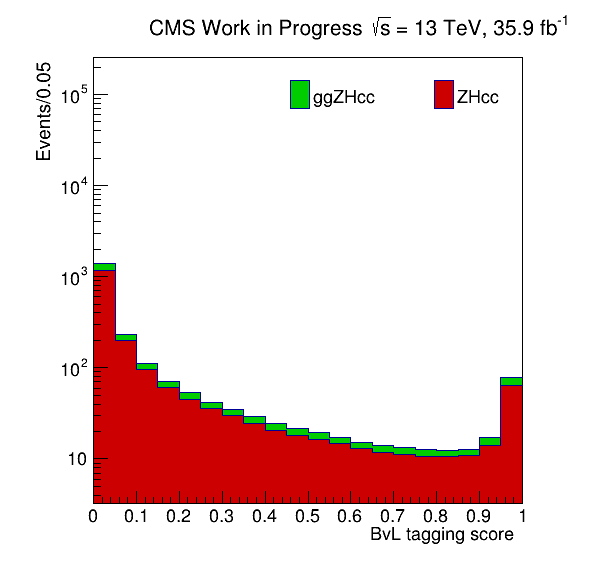 CMS Work in Progress √s = 13 TeV, 35.9 fb⁻¹
Events/0.05
ggZHcc ZHcc
10⁵
10⁴
10³
10²
10
0 0.1 0.2 0.3 0.4 0.5 0.6 0.7 0.8 0.9 1
BvL tagging score